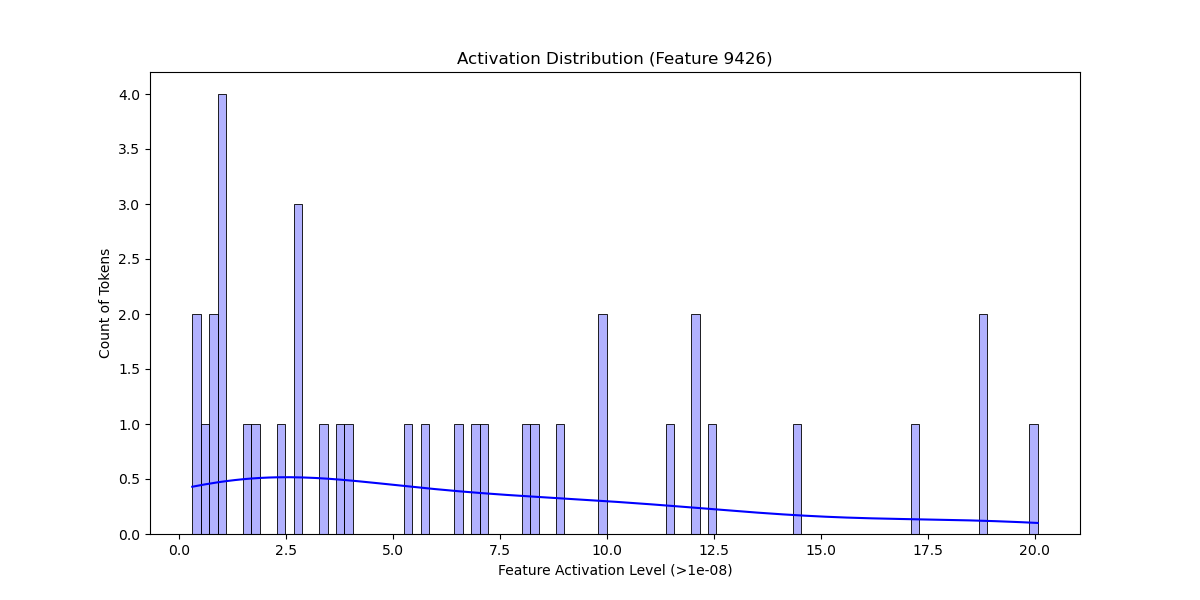 Activation Distribution (Feature 9426)
4.0
3.5
3.0
2.5
2.0
1.5
1.0
0.5
0.0
Count of Tokens
0.0 2.5 5.0 7.5 10.0 12.5 15.0 17.5 20.0
Feature Activation Level (>1e-08)